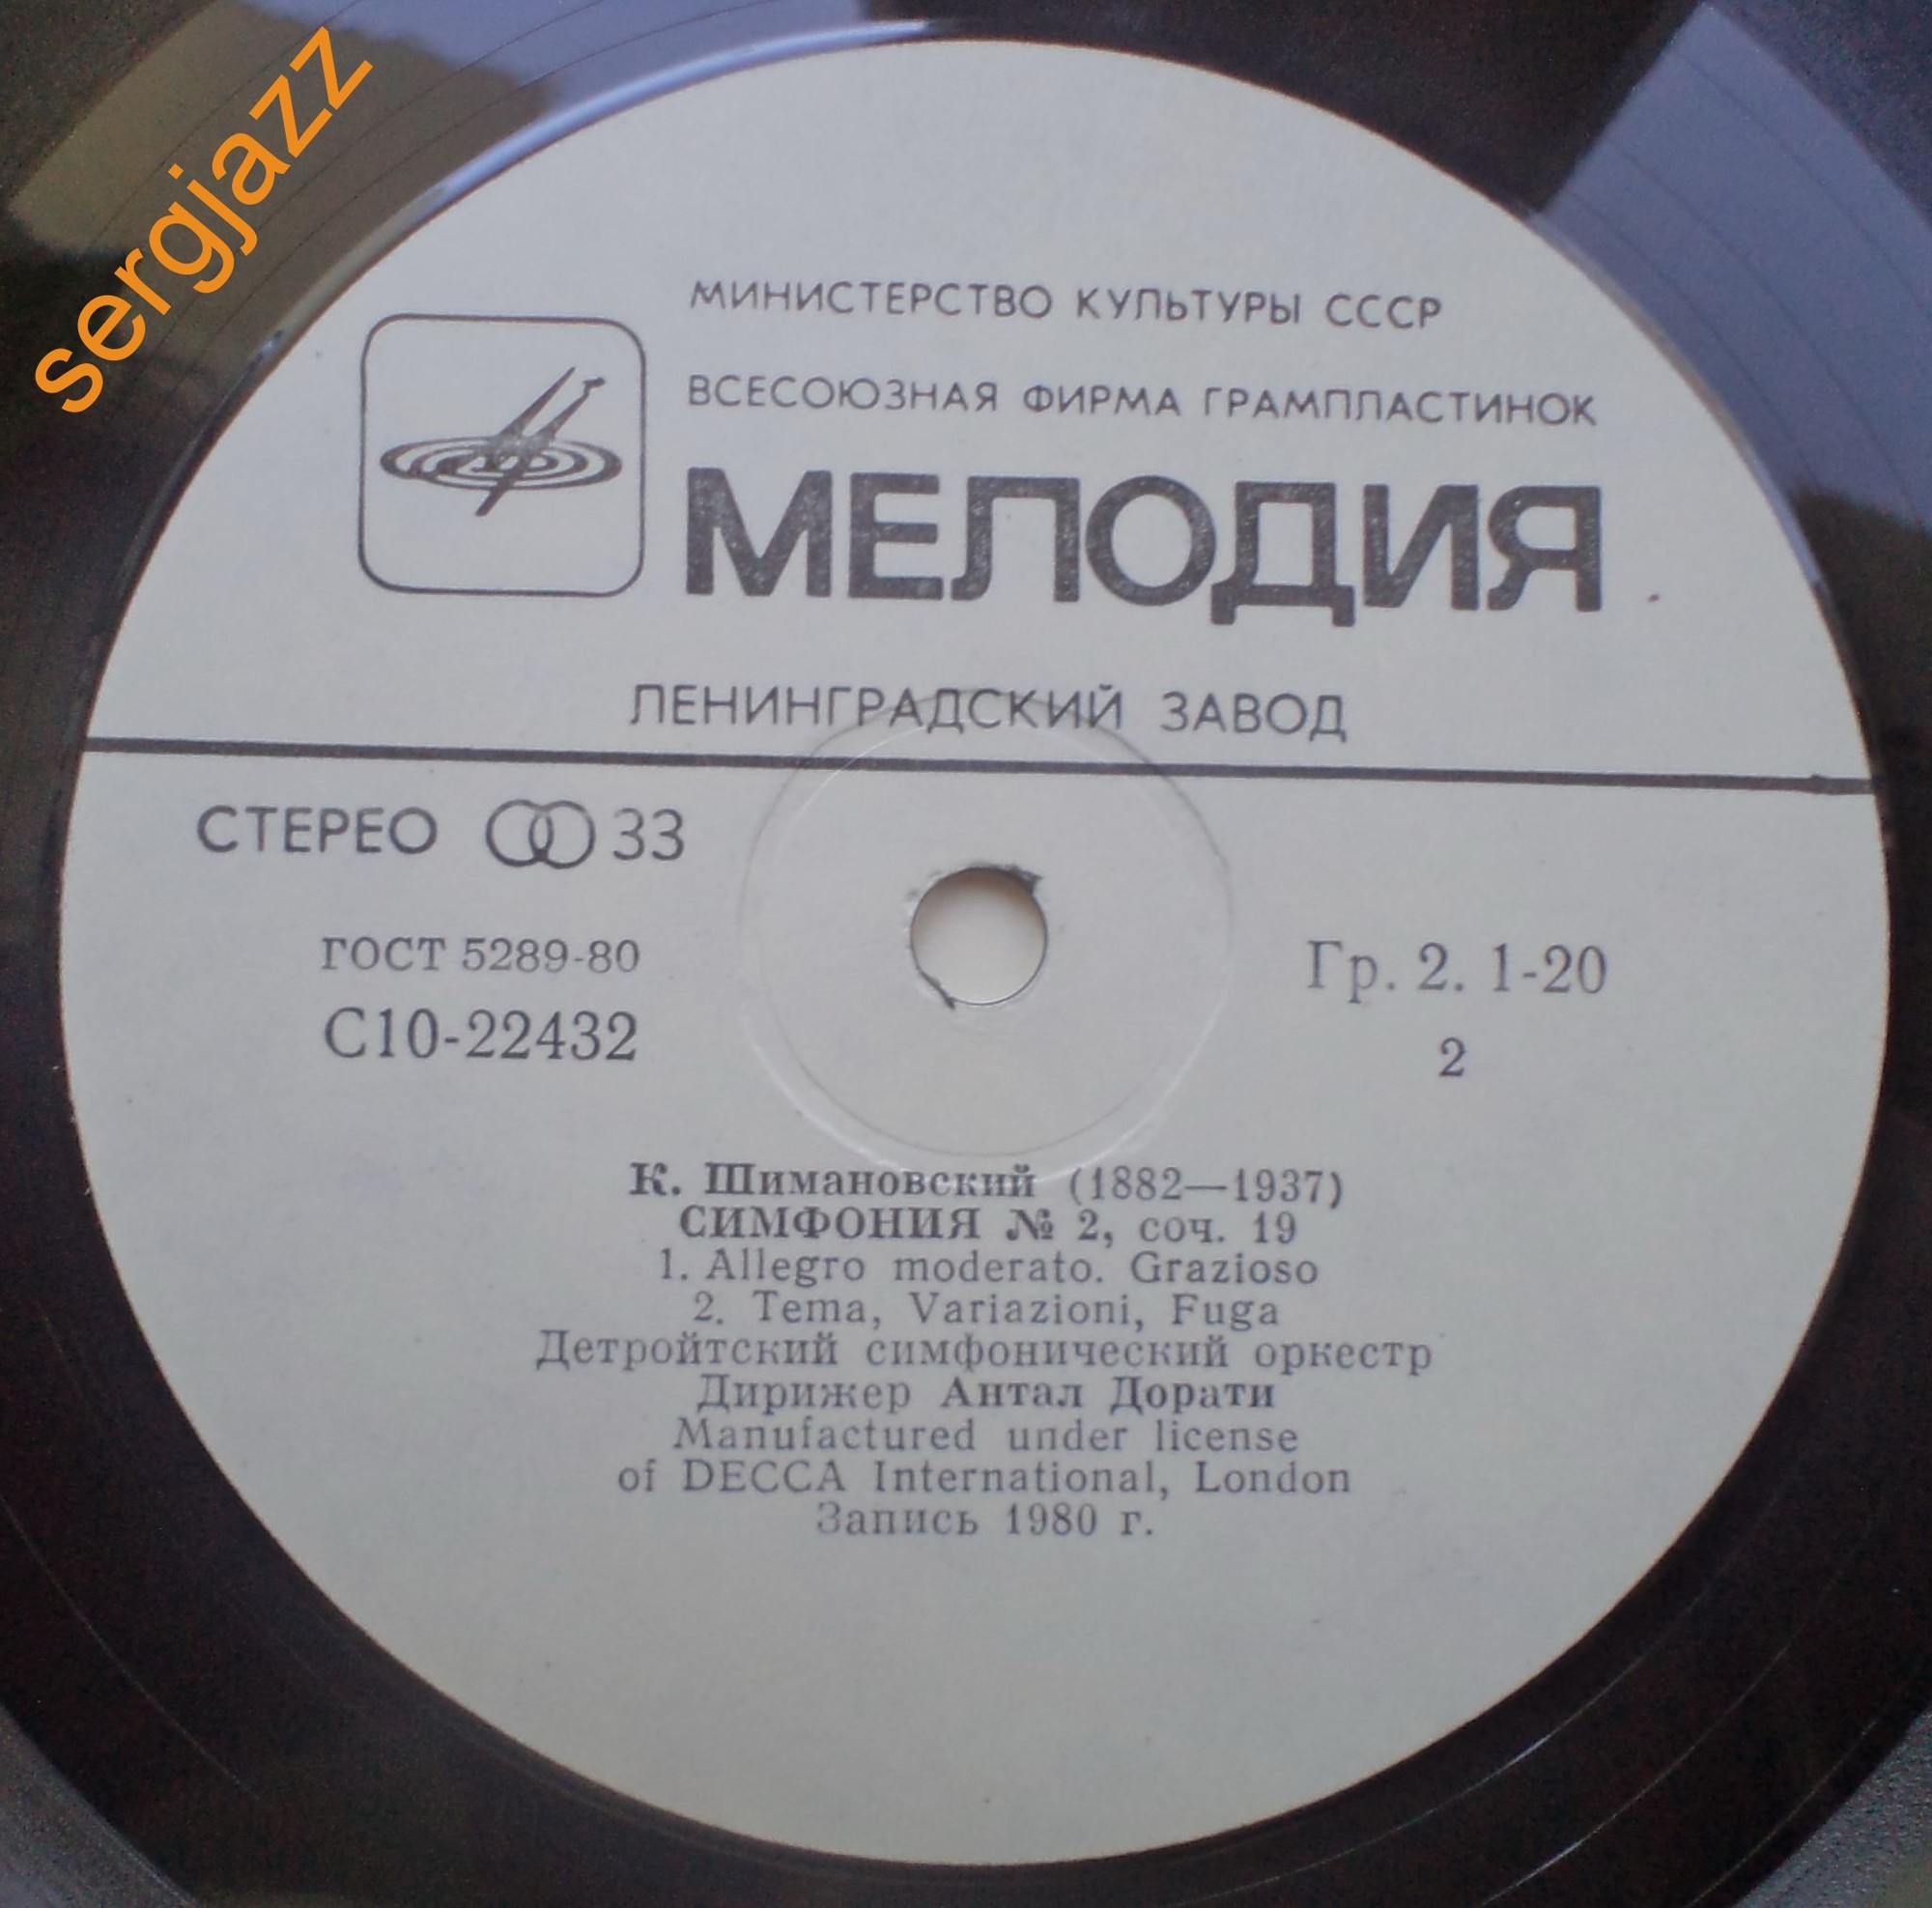 sergjazz
МИНИСТЕРСТВО КУЛЬТУРЫ СССР
ВСЕСОЮЗНАЯ ФИРМА ГРАМПЛАСТИНОК
МЕЛОДИЯ
ЛЕНИНГРАДСКИЙ ЗАВОД
СТЕРЕО 33
ГОСТ 5289-80
С10-22432
Гр. 2. 1-20
2
К. Шимановский (1882—1937)
СИМФОНИЯ № 2, соч. 19
1. Allegro moderato. Grazioso
2. Tema, Variazioni, Fuga
Детройтский симфонический оркестр
Дирижер Антал Дорати
Manufactured under license
of DECCA International, London
Запись 1980 г.